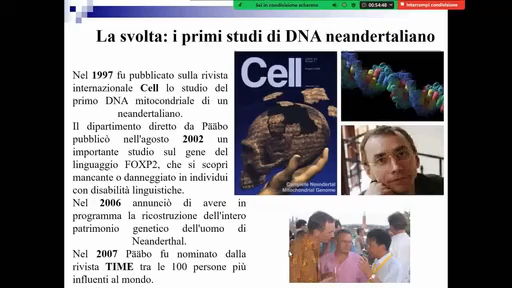 Sei in condivisione schermo
00:54:48
Interrompi condivisione
La svolta: i primi studi di DNA neandertaliano
Nel 1997 fu pubblicato sulla rivista
internazionale Cell lo studio del
primo DNA mitocondriale di un
neandertaliano.
Il dipartimento diretto da Pääbo
pubblicò nell'agosto 2002 un
importante studio sul gene del
linguaggio FOXP2, che si scoprì
mancante o danneggiato in individui
con disabilità linguistiche.
Nel 2006 annunciò di avere in
programma la ricostruzione dell'intero
patrimonio genetico dell'uomo di
Neanderthal.
Nel 2007 Pääbo fu nominato dalla
rivista TIME tra le 100 persone più
influenti al mondo.
Cell
Complete Neandertal
Mitochondrial Genome